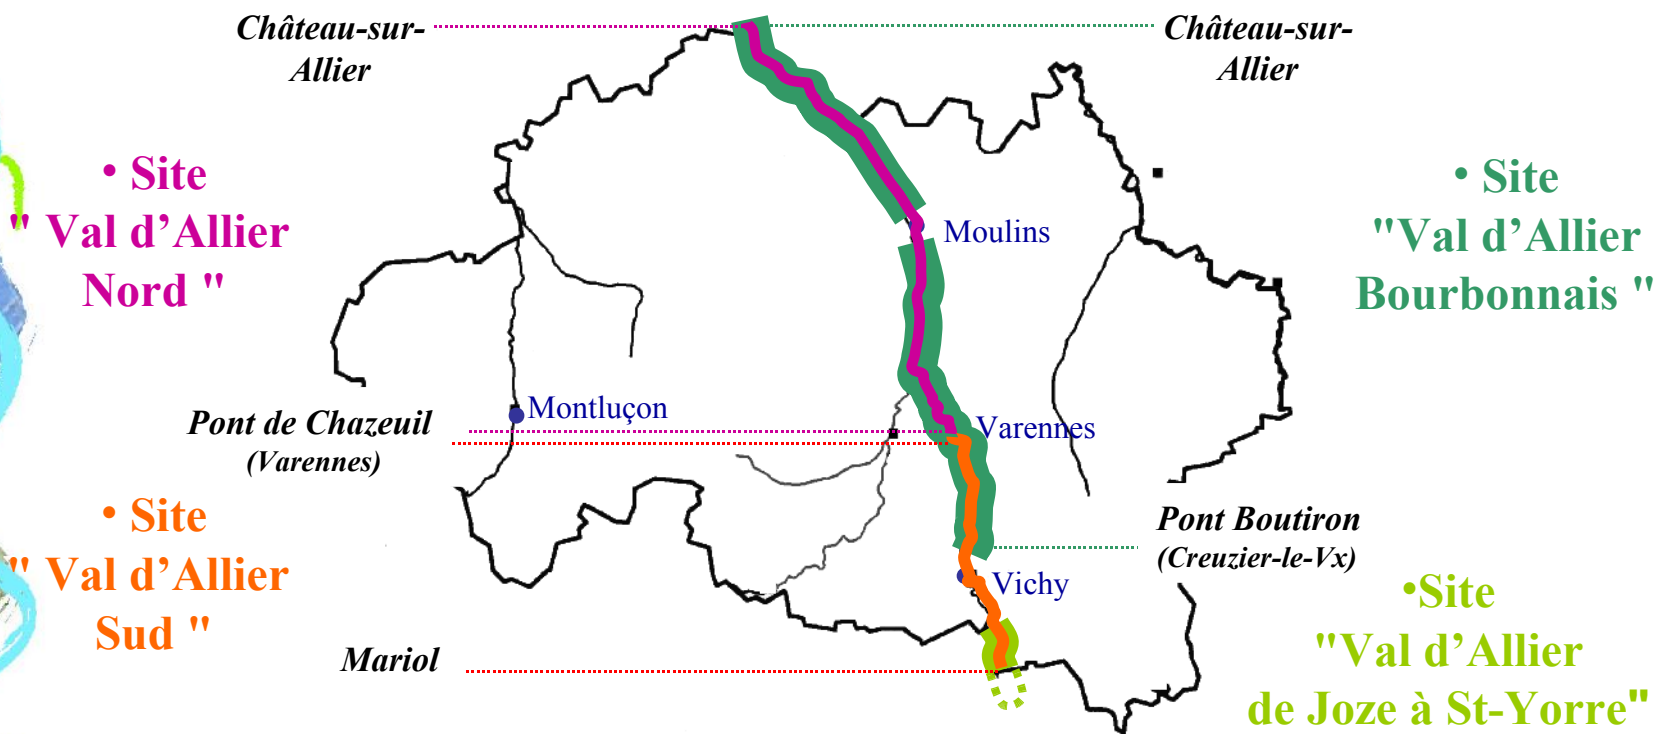 Château-sur-
Allier
Château-sur-
Allier
• Site
" Val d’Allier
Nord "
• Site
"Val d’Allier
Bourbonnais "
Moulins
Montluçon
Pont de Chazeuil
(Varennes)
Varennes
• Site
" Val d’Allier
Sud "
Pont Boutiron
(Creuzier-le-Vx)
Vichy
•Site
"Val d’Allier
de Joze à St-Yorre"
Mariol